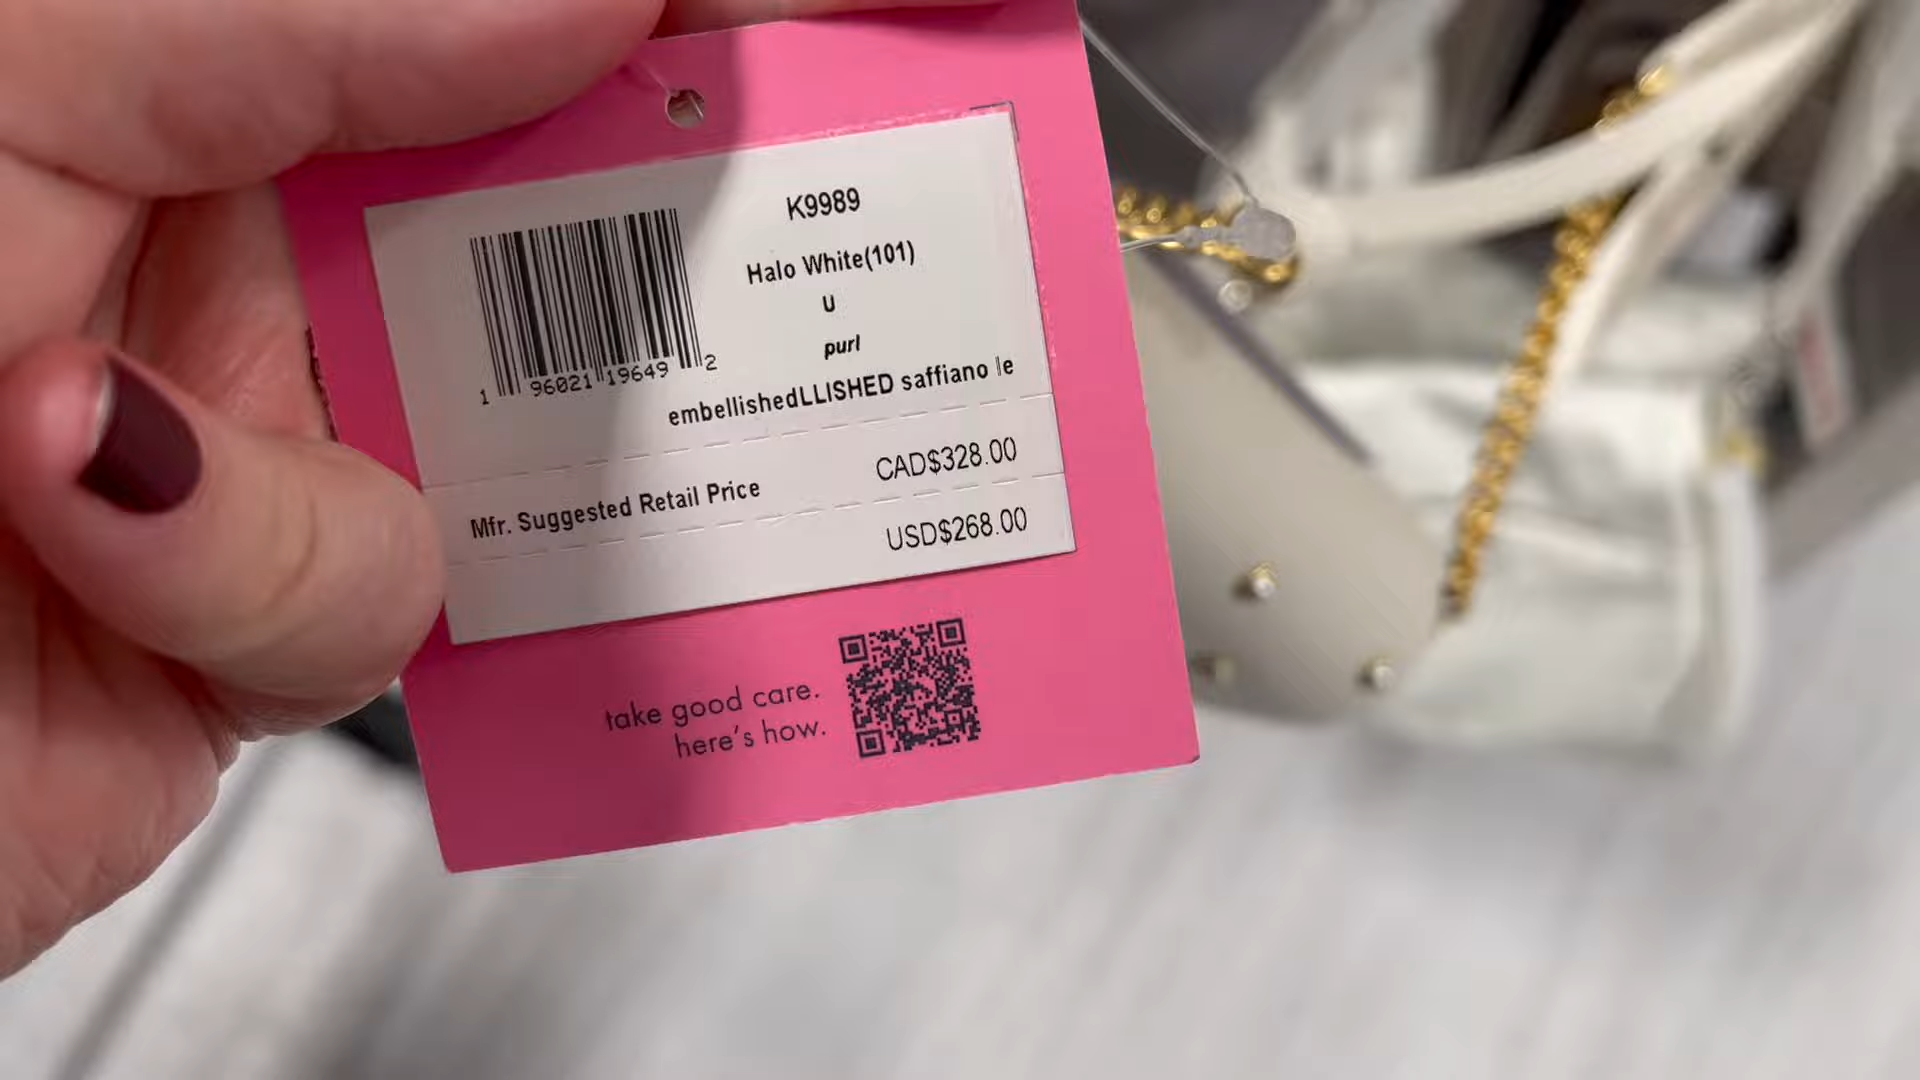 K9989
Halo White(101)
U
purl
1 96021 19649 2
embellishedLLISHED saffiano le
Mfr. Suggested Retail Price
CAD$328.00
USD$268.00
take good care.
here's how.